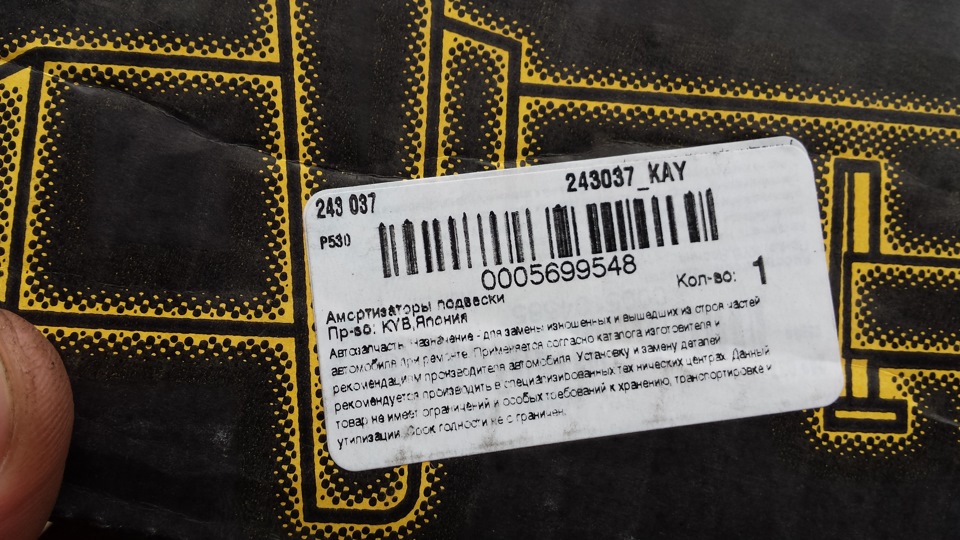 243037_KAY
243 037
P530
0005699548
Кол-во: 1
Амортизаторы подвески
Пр-во: KYB,Япония
Автозапчасть Назначение - для замены изношенных и вышедших из строя частей
автомобиля при ремонте. Применяется согласно каталога изготовителя и
рекомендации производителя автомобиля. Установку и замену деталей
рекомендуется производить в специализированных технических центрах. Данный
товар не имеет ограничений и особых требований к хранению, транспортировке и
утилизации. Срок годности не ограничен.